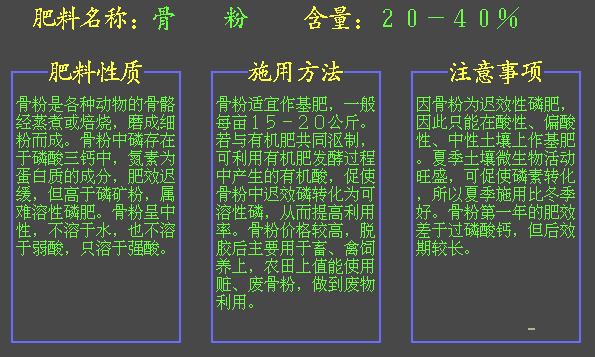 肥料名称：骨 粉 含量：２０－４０％
肥料性质
骨粉是各种动物的骨骼
经蒸煮或焙烧，磨成细
粉而成。骨粉中磷存在
于磷酸三钙中，氮素为
蛋白质的成分，肥效迟
缓，但高于磷矿粉，属
难溶性磷肥。骨粉呈中
性，不溶于水，也不溶
于弱酸，只溶于强酸。
施用方法
骨粉适宜作基肥，一般
每亩１５－２０公斤。
若与有机肥共同沤制，
可利用有机肥发酵过程
中产生的有机酸，促使
骨粉中迟效磷转化为可
溶性磷，从而提高利用
率。骨粉价格较高，脱
胶后主要用于畜、禽饲
养上，农田上值能使用
赃、废骨粉，做到废物
利用。
注意事项
因骨粉为迟效性磷肥，
因此只能在酸性、偏酸
性、中性土壤上作基肥
。夏季土壤微生物活动
旺盛，可促使磷素转化
，所以夏季施用比冬季
好。骨粉第一年的肥效
差于过磷酸钙，但后效
期较长。